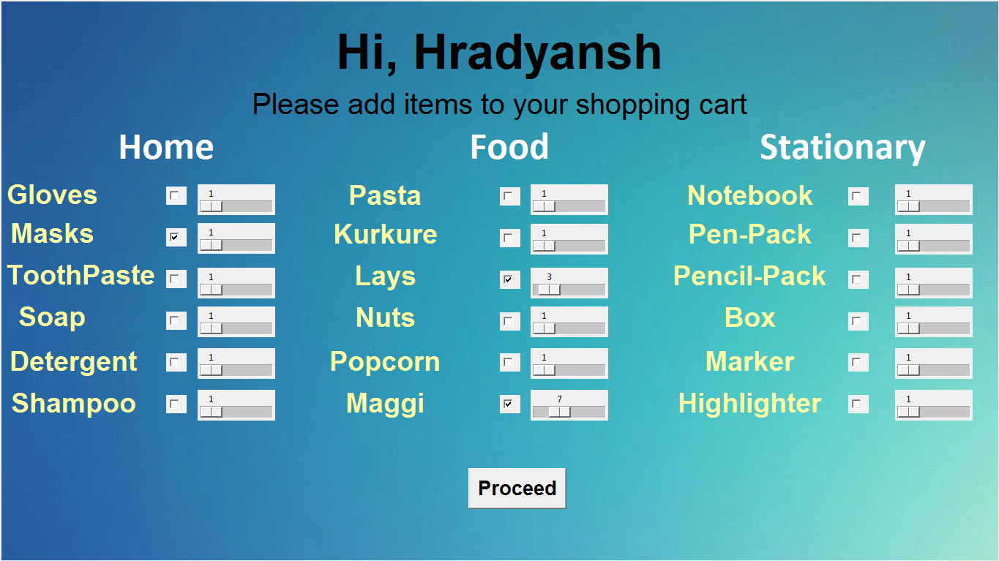 Hi, Hradyansh
Please add items to your shopping cart
Home Food Stationary
Gloves 1 Pasta 1 Notebook 1
Masks 1 Kurkure 1 Pen-Pack 1
ToothPaste 1 Lays 3 Pencil-Pack 1
Soap 1 Nuts 1 Box 1
Detergent 1 Popcorn 1 Marker 1
Shampoo 1 Maggi 7 Highlighter 1
Proceed